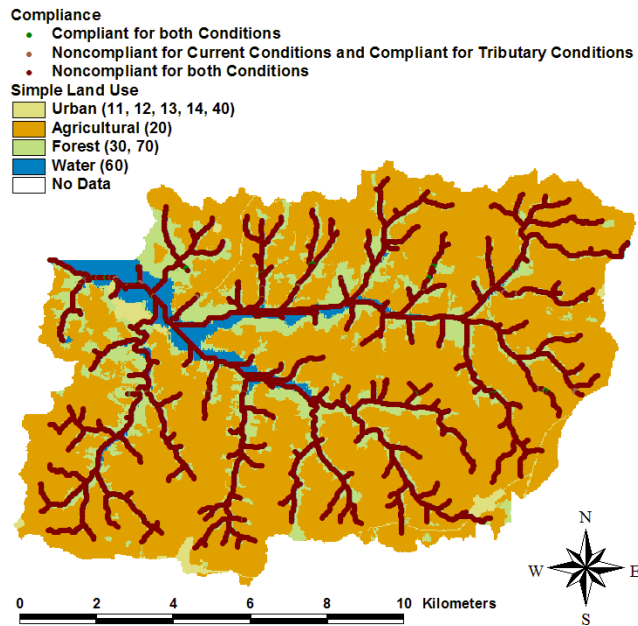 Compliance
Compliant for both Conditions
Noncompliant for Current Conditions and Compliant for Tributary Conditions
Noncompliant for both Conditions
Simple Land Use
Urban (11, 12, 13, 14, 40)
Agricultural (20)
Forest (30, 70)
Water (60)
No Data
N
W E
S
0 2 4 6 8 10 Kilometers